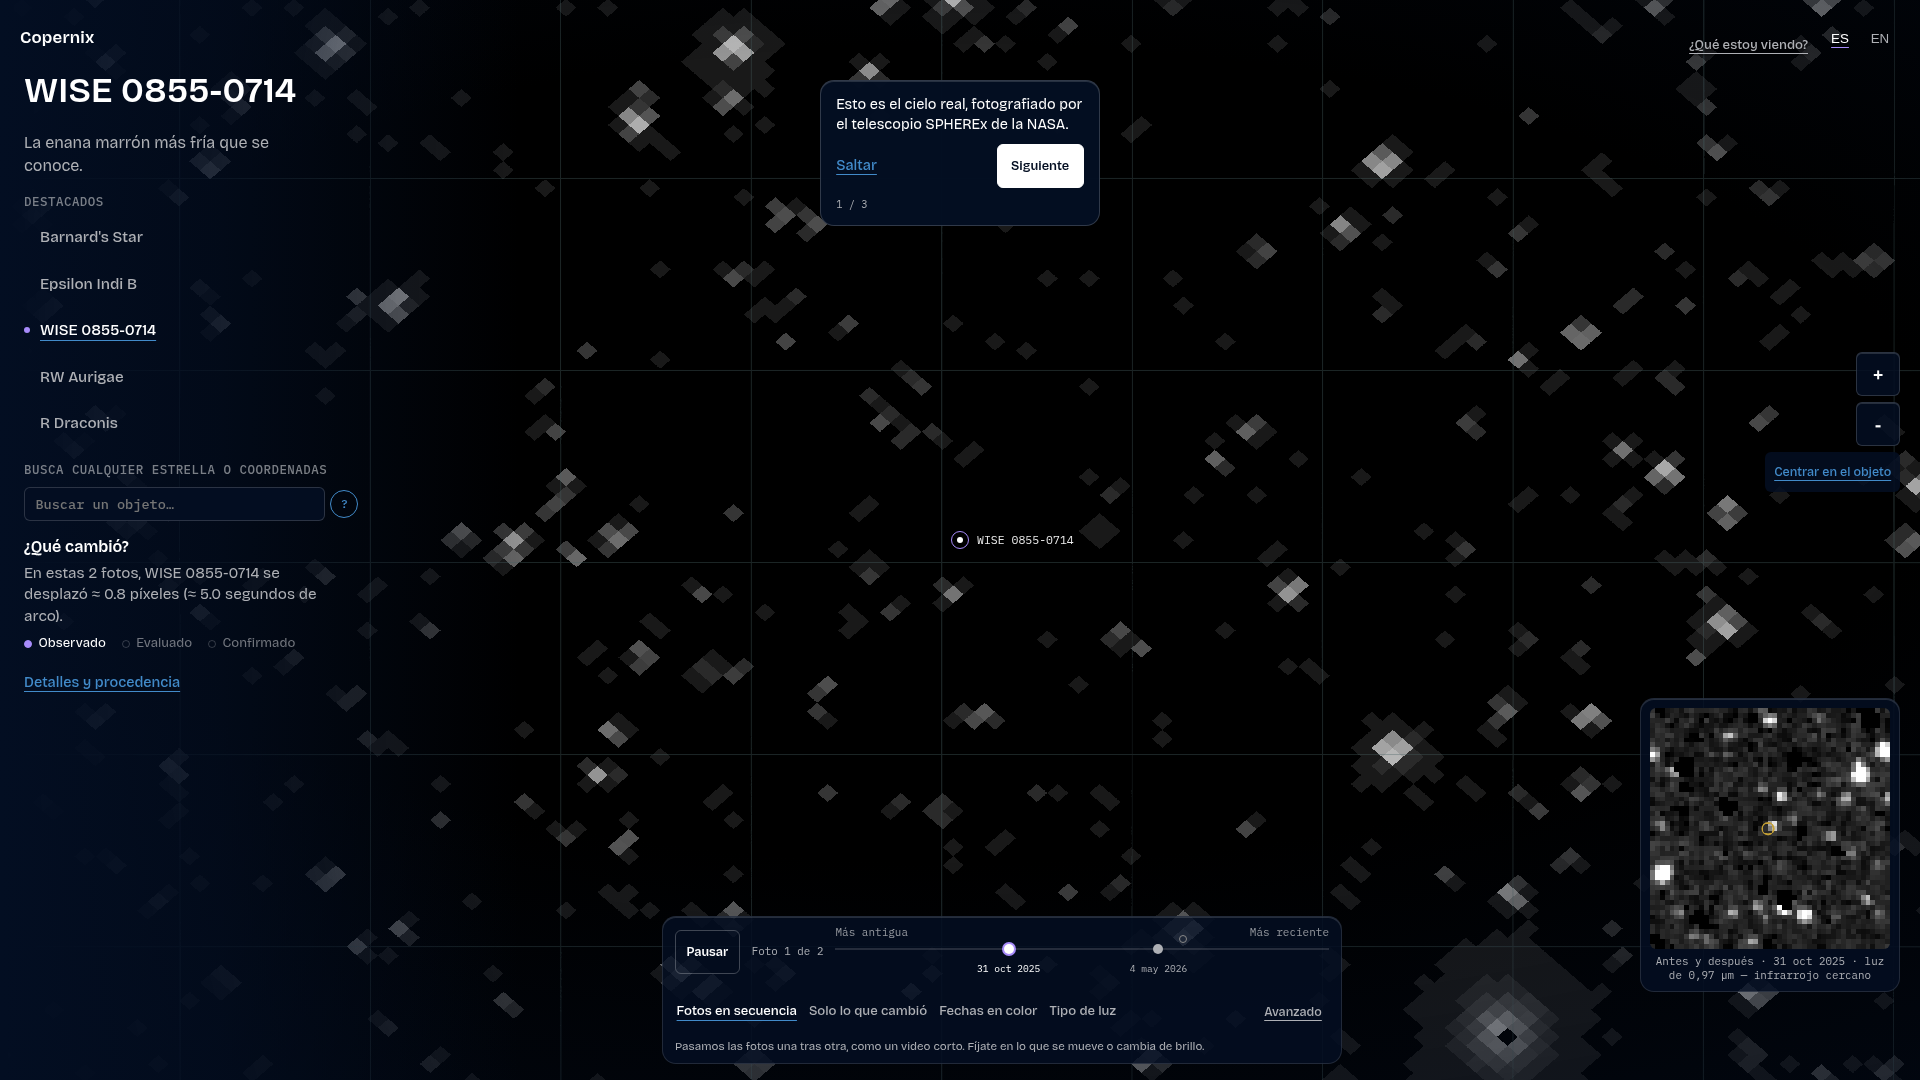 Copernix
¿Qué estoy viendo?
ES
EN
WISE 0855-0714
La enana marrón más fría que se
conoce.
DESTACADOS
Barnard's Star
Epsilon Indi B
WISE 0855-0714
RW Aurigae
R Draconis
BUSCA CUALQUIER ESTRELLA O COORDENADAS
Buscar un objeto…
?
¿Qué cambió?
En estas 2 fotos, WISE 0855-0714 se
desplazó ≈ 0.8 píxeles (≈ 5.0 segundos de
arco).
Observado
Evaluado
Confirmado
Detalles y procedencia
Esto es el cielo real, fotografiado por
el telescopio SPHEREx de la NASA.
Saltar
Siguiente
1 / 3
WISE 0855-0714
+
-
Centrar en el objeto
Antes y después · 31 oct 2025 · luz
de 0,97 µm — infrarrojo cercano
Pausar
Foto 1 de 2
Más antigua
Más reciente
31 oct 2025
4 may 2026
Fotos en secuencia
Solo lo que cambió
Fechas en color
Tipo de luz
Avanzado
Pasamos las fotos una tras otra, como un video corto. Fíjate en lo que se mueve o cambia de brillo.